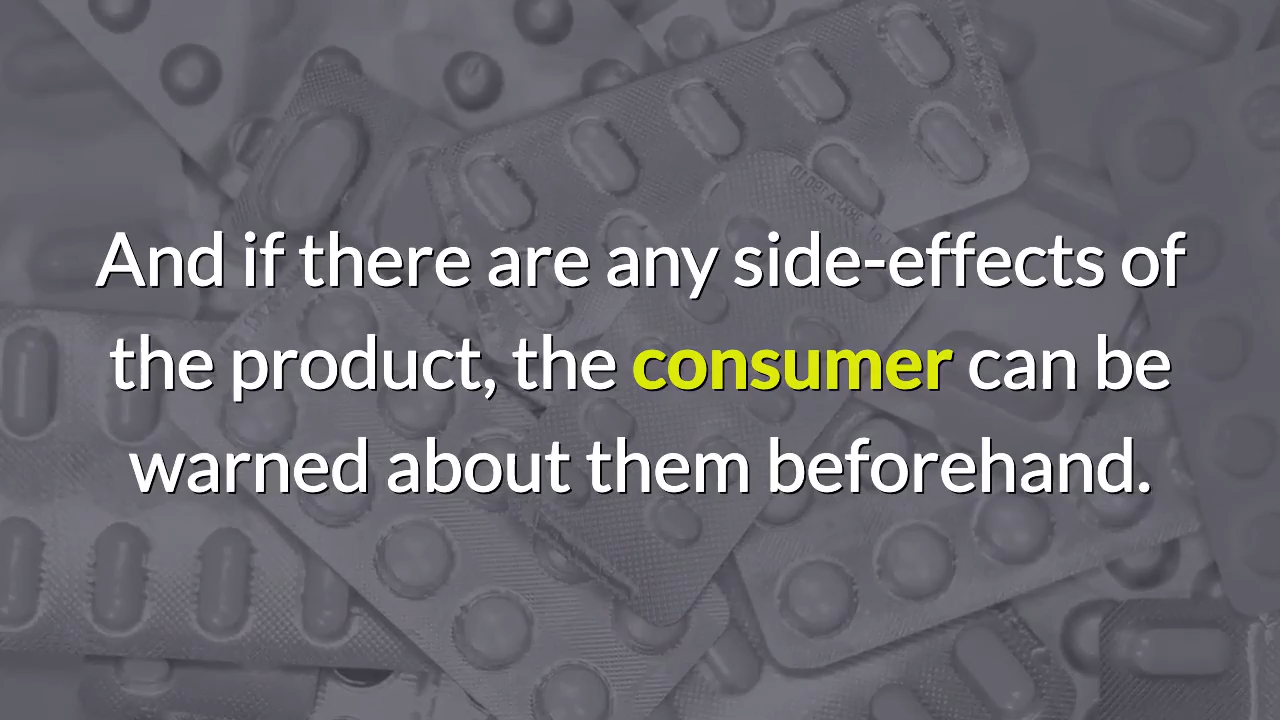 And if there are any side-effects of
the product, the consumer can be
warned about them beforehand.